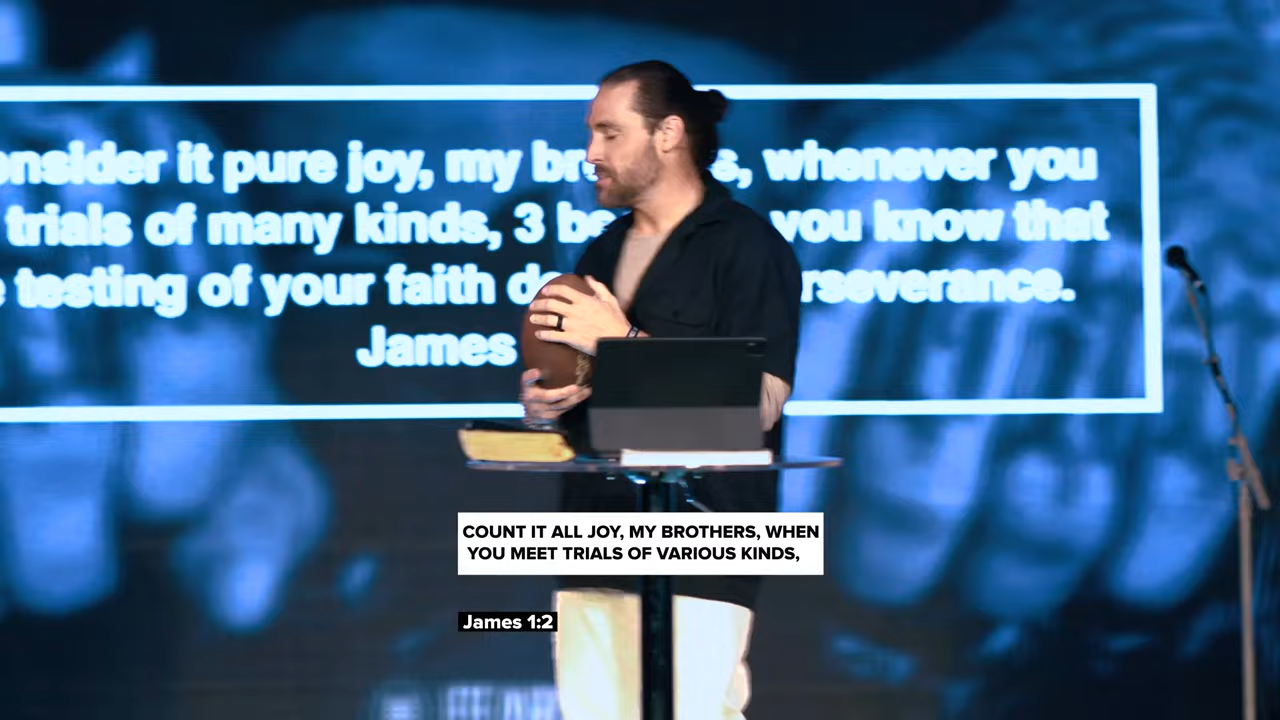 onsider it pure joy, my br s, whenever you
trials of many kinds, 3 be you know that
e testing of your faith rseverance.
James
COUNT IT ALL JOY, MY BROTHERS, WHEN
YOU MEET TRIALS OF VARIOUS KINDS,
James 1:2